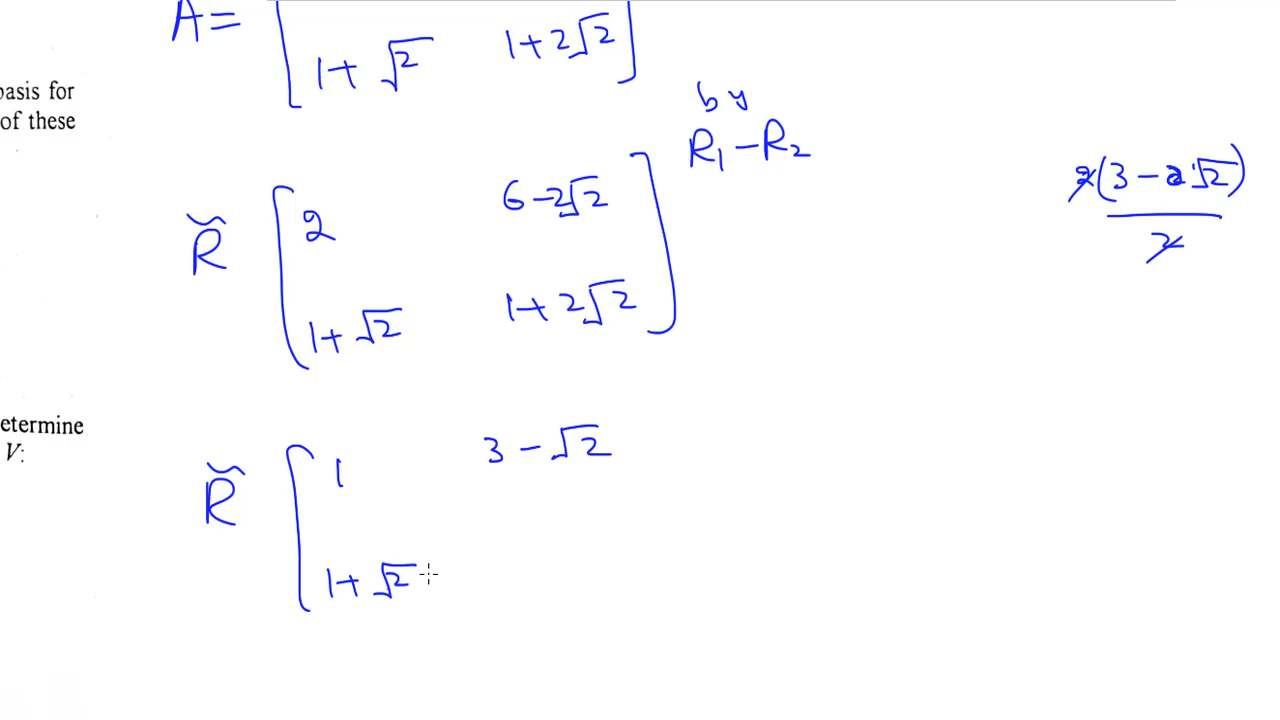 A =
1+ √2 1+2√2
asis for
of these
by
R1 − R2
2 6 −2√2
2(3 − 2√2)
R
2
1+ √2 1+ 2√2
etermine
V:
1 3 − √2
R
1+ √2